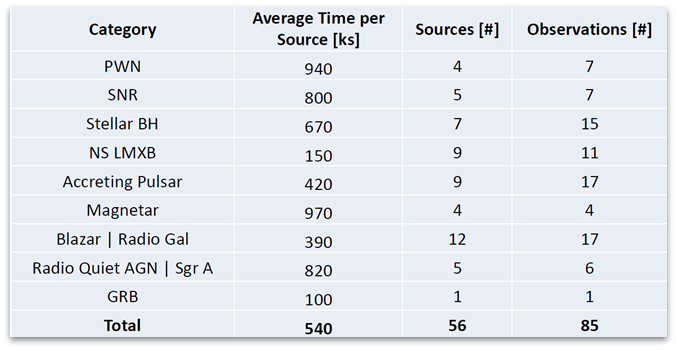 Category Average Time per Source [ks] Sources [#] Observations [#]
PWN 940 4 7
SNR 800 5 7
Stellar BH 670 7 15
NS LMXB 150 9 11
Accreting Pulsar 420 9 17
Magnetar 970 4 4
Blazar | Radio Gal 390 12 17
Radio Quiet AGN | Sgr A 820 5 6
GRB 100 1 1
Total 540 56 85